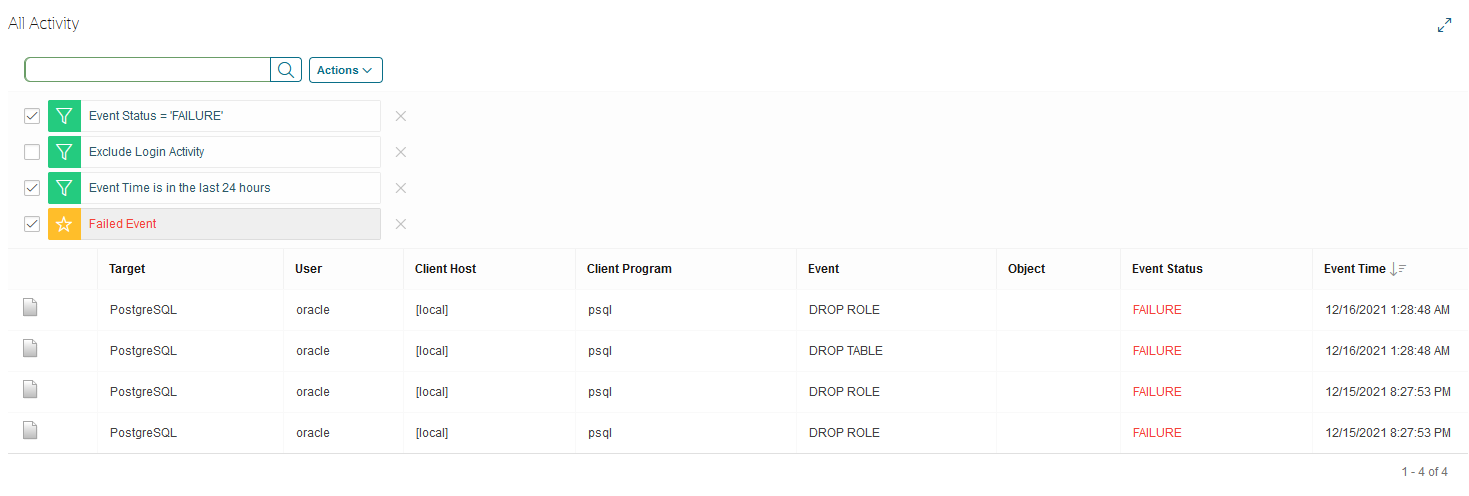 All Activity
Actions
Event Status = 'FAILURE'
Exclude Login Activity
Event Time is in the last 24 hours
Failed Event
Target User Client Host Client Program Event Object Event Status Event Time
PostgreSQL oracle [local] psql DROP ROLE FAILURE 12/16/2021 1:28:48 AM
PostgreSQL oracle [local] psql DROP TABLE FAILURE 12/16/2021 1:28:48 AM
PostgreSQL oracle [local] psql DROP ROLE FAILURE 12/15/2021 8:27:53 PM
PostgreSQL oracle [local] psql DROP ROLE FAILURE 12/15/2021 8:27:53 PM
1 - 4 of 4